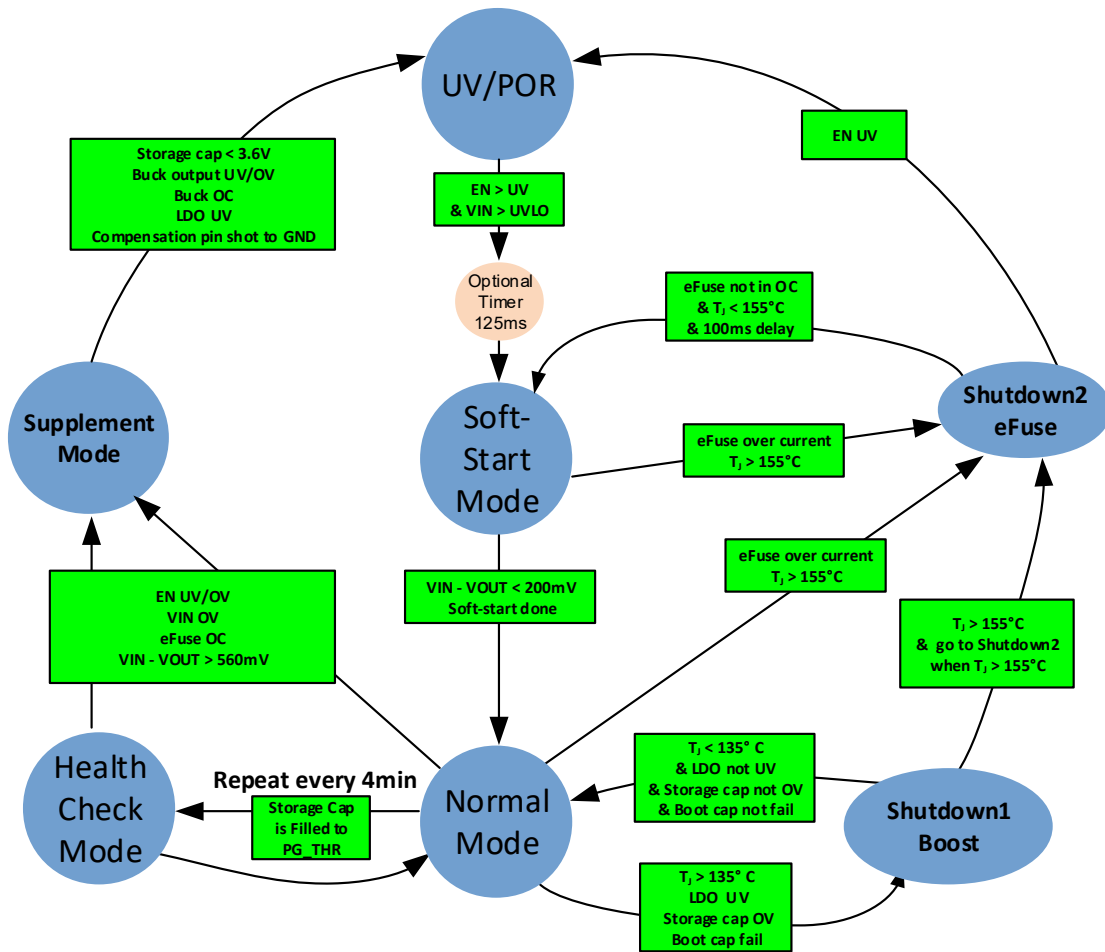 UV/POR
EN UV
Storage cap < 3.6V
Buck output UV/OV
Buck OC
LDO UV
Compensation pin shot to GND
EN > UV
& VIN > UVLO
Optional
Timer
125ms
eFuse not in OC
& TJ < 155°C
& 100ms delay
Supplement
Mode
Soft-
Start
Mode
Shutdown2
eFuse
eFuse over current
TJ > 155°C
eFuse over current
TJ > 155°C
VIN - VOUT < 200mV
Soft-start done
EN UV/OV
VIN OV
eFuse OC
VIN - VOUT > 560mV
TJ > 155°C
& go to Shutdown2
when TJ > 155°C
Health
Check
Mode
Repeat every 4min
Storage Cap
is Filled to
PG_THR
Normal
Mode
TJ < 135° C
& LDO not UV
& Storage cap not OV
& Boot cap not fail
Shutdown1
Boost
TJ > 135° C
LDO UV
Storage cap OV
Boot cap fail